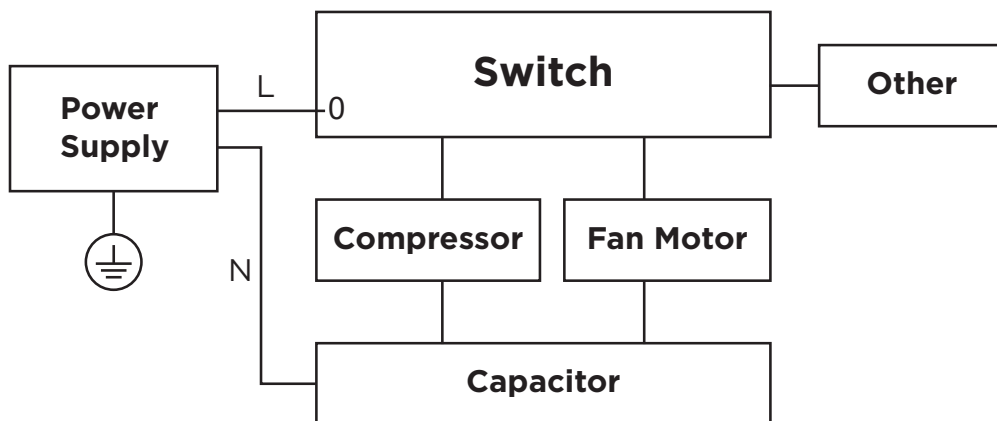 Switch
Other
L
0
Power
Supply
Compressor
Fan Motor
N
Capacitor